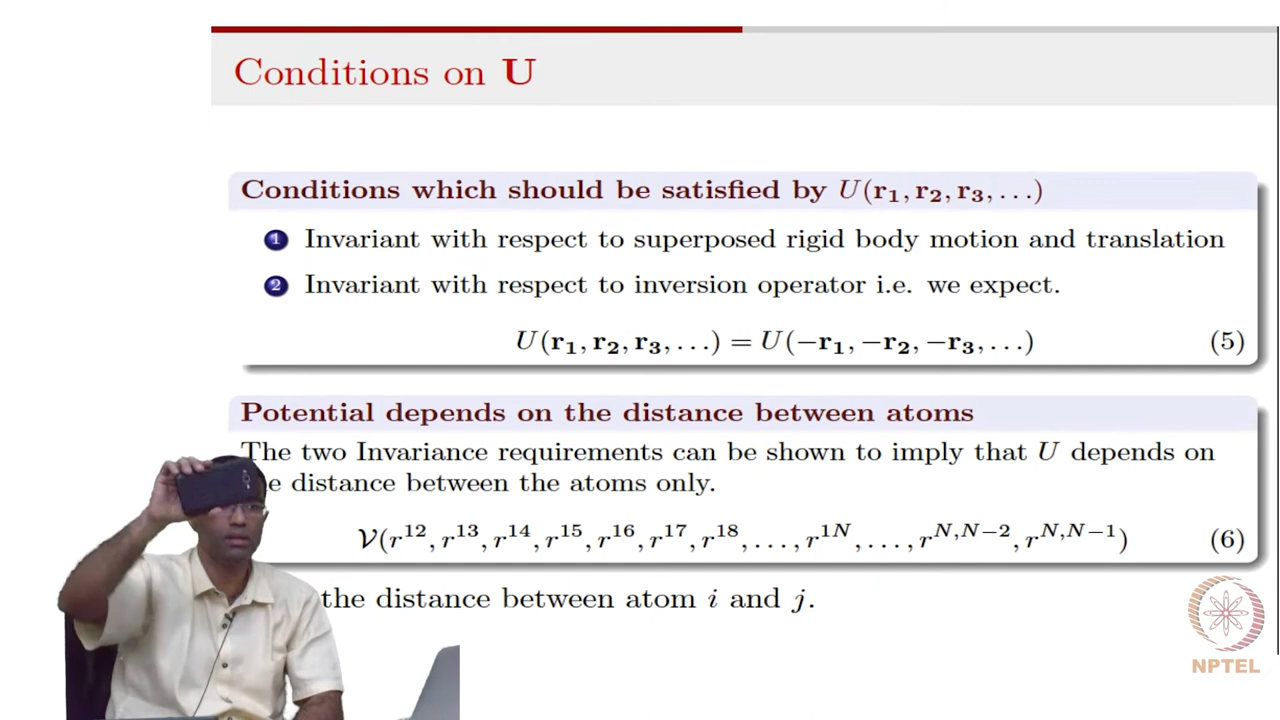 Conditions on U
Conditions which should be satisfied by U(r₁, r₂, r₃, . . .)
1 Invariant with respect to superposed rigid body motion and translation
2 Invariant with respect to inversion operator i.e. we expect.
U(r₁, r₂, r₃, . . .) = U(−r₁, −r₂, −r₃, . . .) (5)
Potential depends on the distance between atoms
The two Invariance requirements can be shown to imply that U depends on
distance between the atoms only.
𝒱(r¹², r¹³, r¹⁴, r¹⁵, r¹⁶, r¹⁷, r¹⁸, . . . , r^{1N}, . . . , r^{N,N−2}, r^{N,N−1}) (6)
the distance between atom i and j.
NPTEL